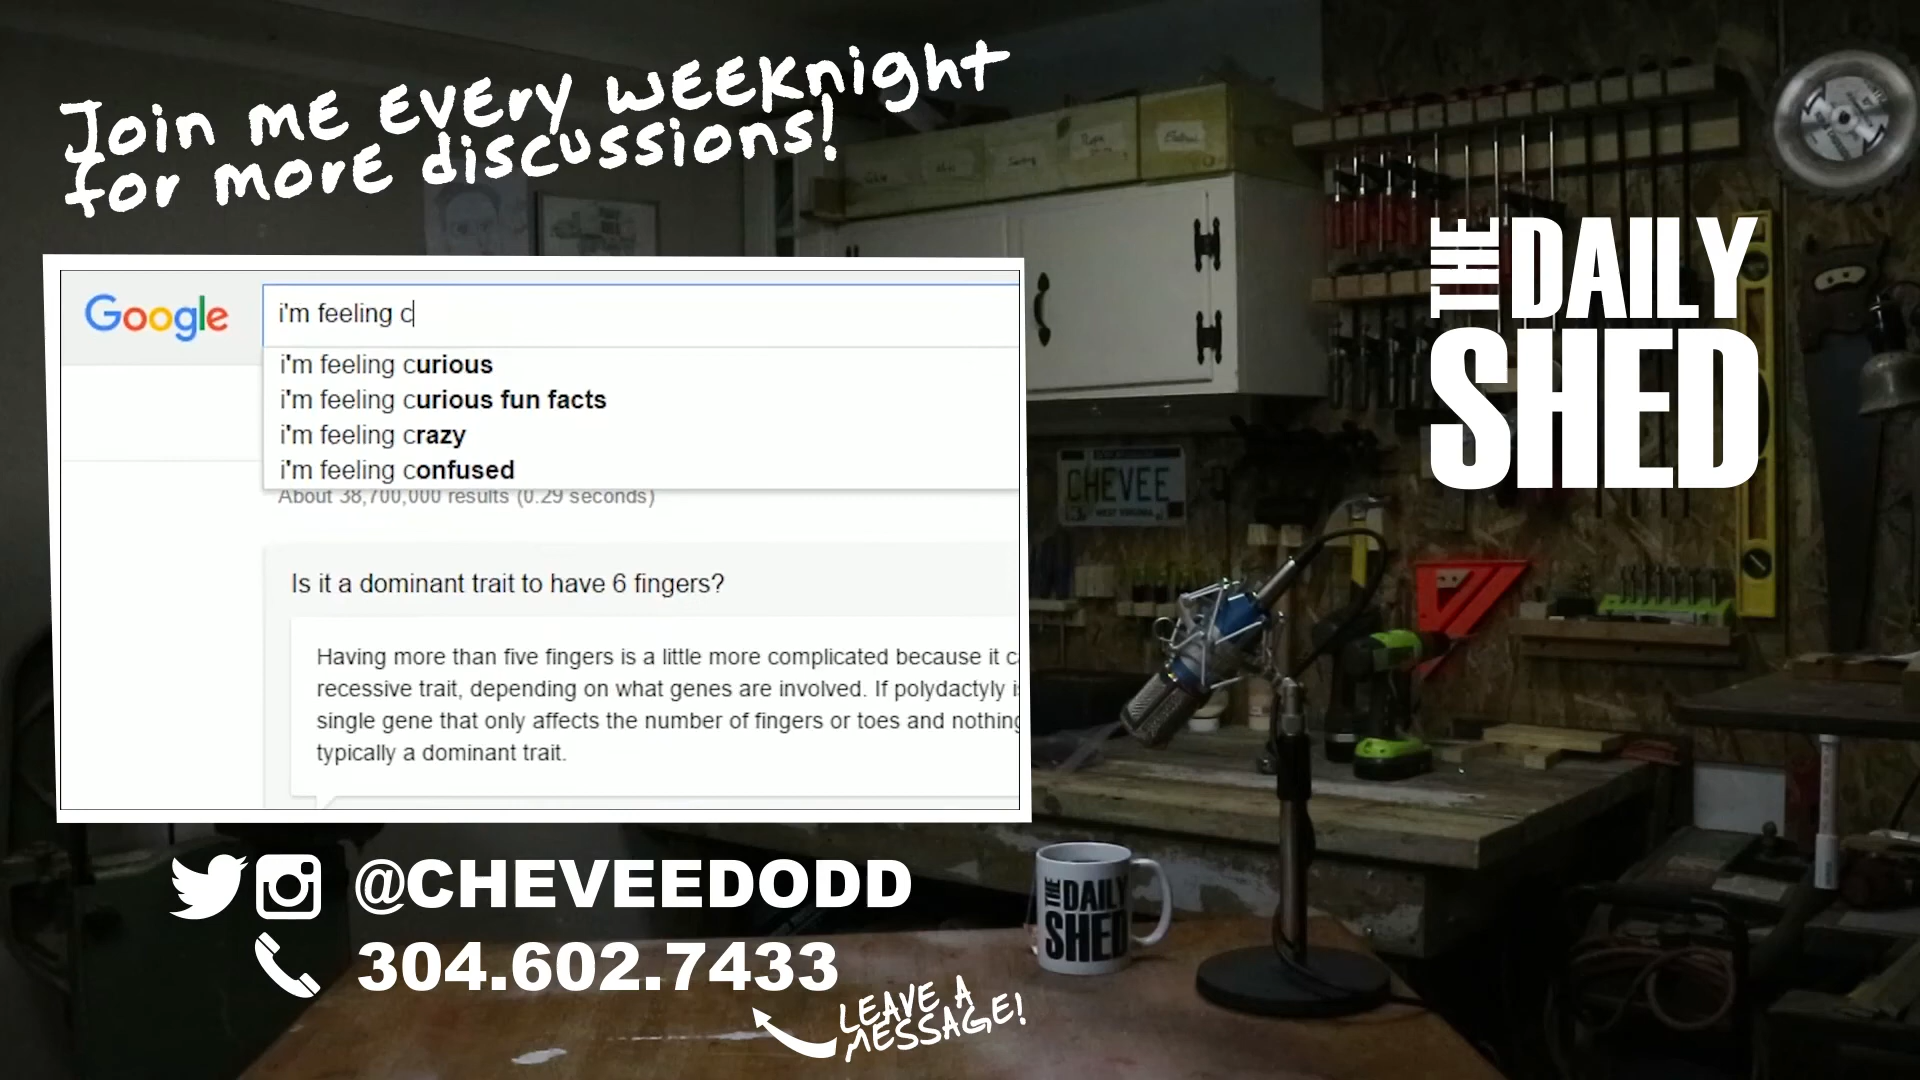 Join me every weeknight
for more discussions!
Google
i'm feeling c
i'm feeling curious
i'm feeling curious fun facts
i'm feeling crazy
i'm feeling confused
About 38,700,000 results (0.29 seconds)
Is it a dominant trait to have 6 fingers?
Having more than five fingers is a little more complicated because it
recessive trait, depending on what genes are involved. If polydactyly
single gene that only affects the number of fingers or toes and nothing
typically a dominant trait.
THE DAILY
SHED
CHEVEE
WEST VIRGINIA
THE DAILY
SHED
@CHEVEEDODD
304.602.7433
LEAVE A
MESSAGE!